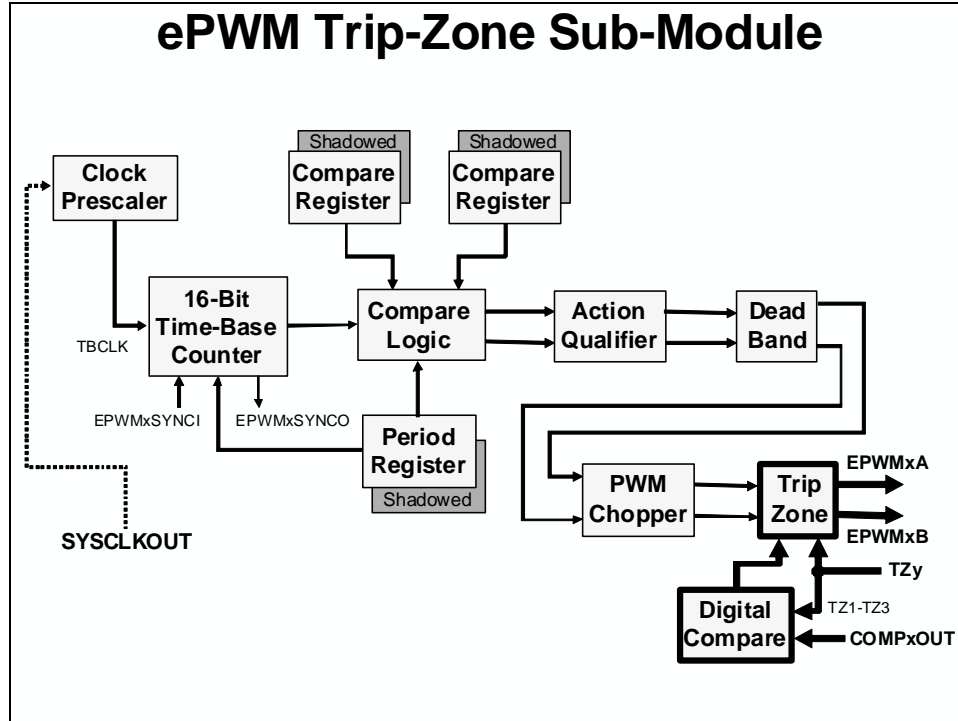 ePWM Trip-Zone Sub-Module
Shadowed
Compare
Register
Shadowed
Compare
Register
Clock
Prescaler
16-Bit
Time-Base
Counter
Compare
Logic
Action
Qualifier
Dead
Band
TBCLK
EPWMxSYNCI
EPWMxSYNCO
Period
Register
Shadowed
PWM
Chopper
Trip
Zone
EPWMxA
EPWMxB
SYSCLKOUT
TZy
TZ1-TZ3
Digital
Compare
COMPxOUT